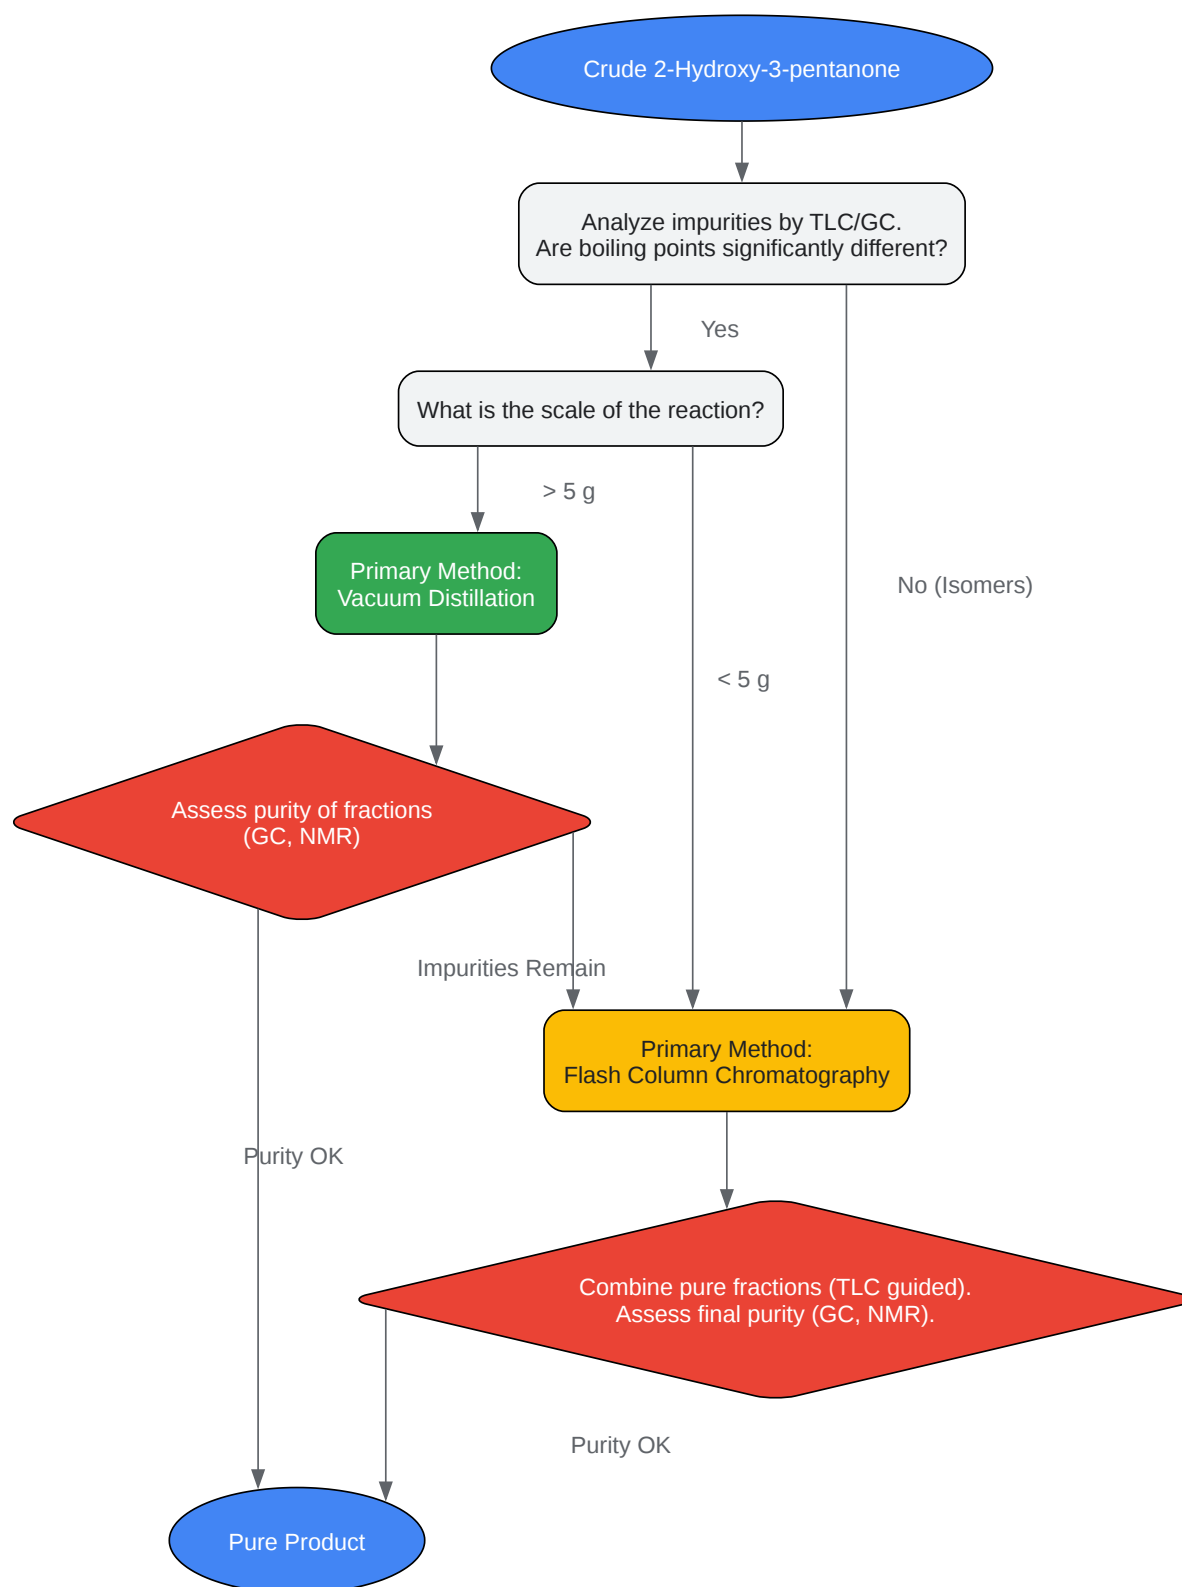 Crude 2-Hydroxy-3-pentanone
Analyze impurities by TLC/GC.
Are boiling points significantly different?
Yes
What is the scale of the reaction?
> 5 g
Primary Method:
Vacuum Distillation
No (Isomers)
< 5 g
Assess purity of fractions
(GC, NMR)
Impurities Remain
Primary Method:
Flash Column Chromatography
Purity OK
Combine pure fractions (TLC guided).
Assess final purity (GC, NMR).
Purity OK
Pure Product